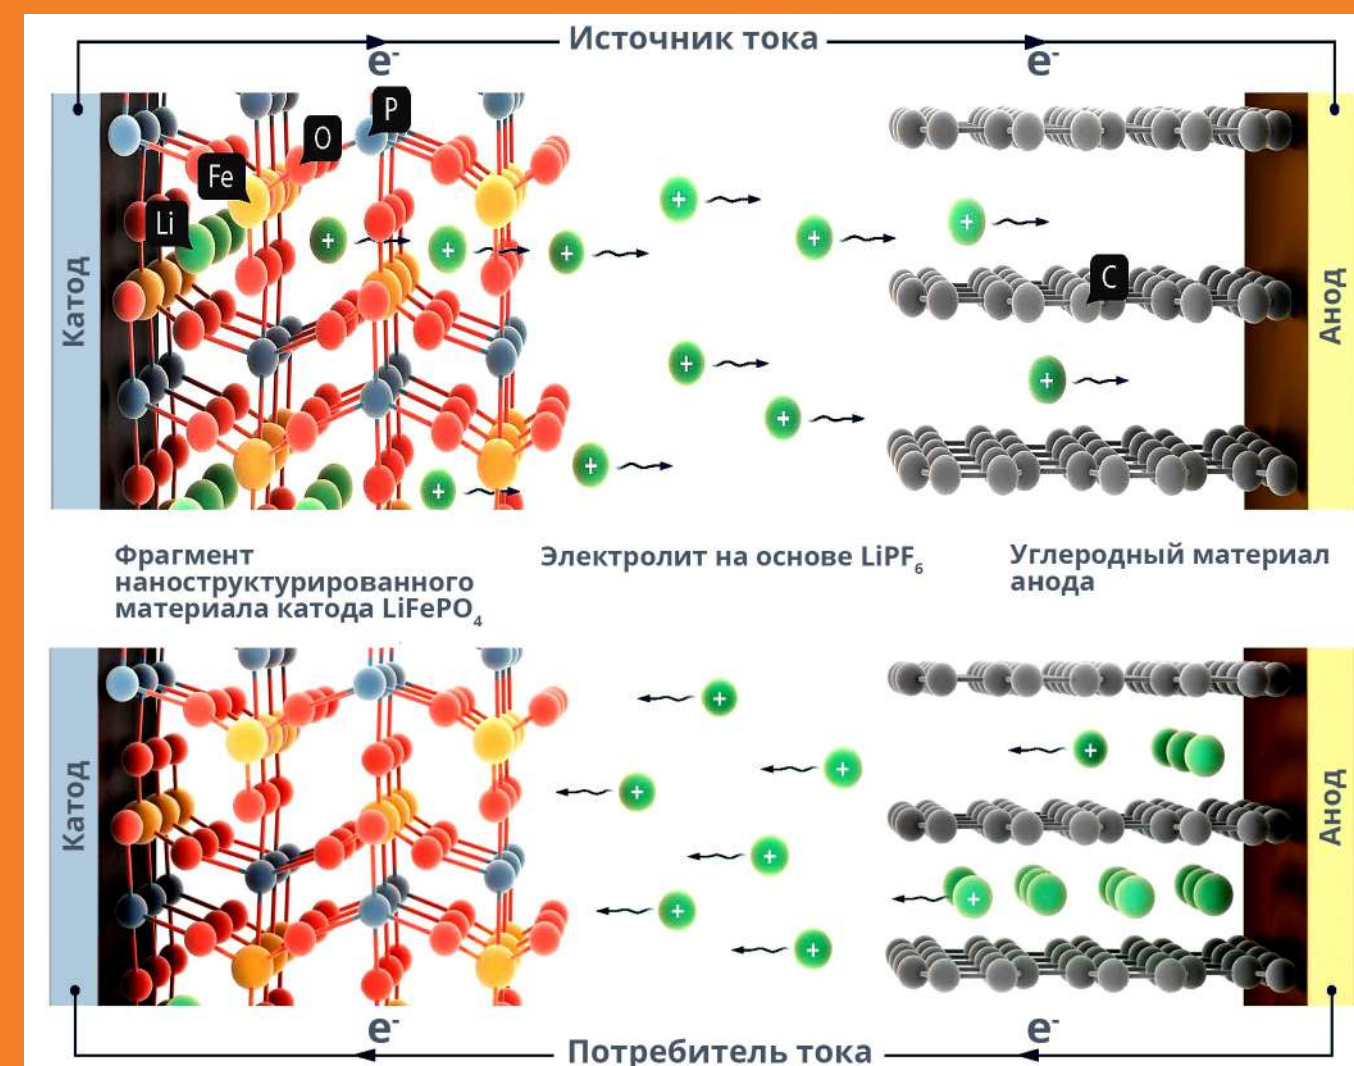 Источник тока
e-
e-
P
O
Fe
Li
C
Катод
Анод
Фрагмент
наноструктурированного
материала катода LiFePO₄
Электролит на основе LiPF₆
Углеродный материал
анода
+
+
+
+
+
+
+
+
+
+
+
+
Катод
Анод
+
+
+
+
+
+
+
+
e-
e-
Потребитель тока